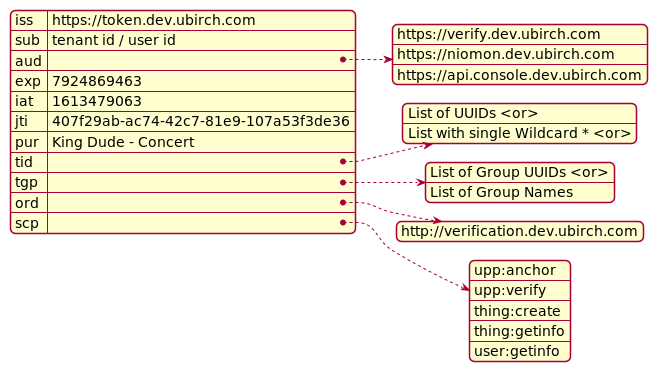 iss https://token.dev.ubirch.com
sub tenant id / user id
aud
exp 7924869463
iat 1613479063
jti 407f29ab-ac74-42c7-81e9-107a53f3de36
pur King Dude - Concert
tid
tgp
ord
scp
https://verify.dev.ubirch.com
https://niomon.dev.ubirch.com
https://api.console.dev.ubirch.com
List of UUIDs <or>
List with single Wildcard * <or>
List of Group UUIDs <or>
List of Group Names
http://verification.dev.ubirch.com
upp:anchor
upp:verify
thing:create
thing:getinfo
user:getinfo